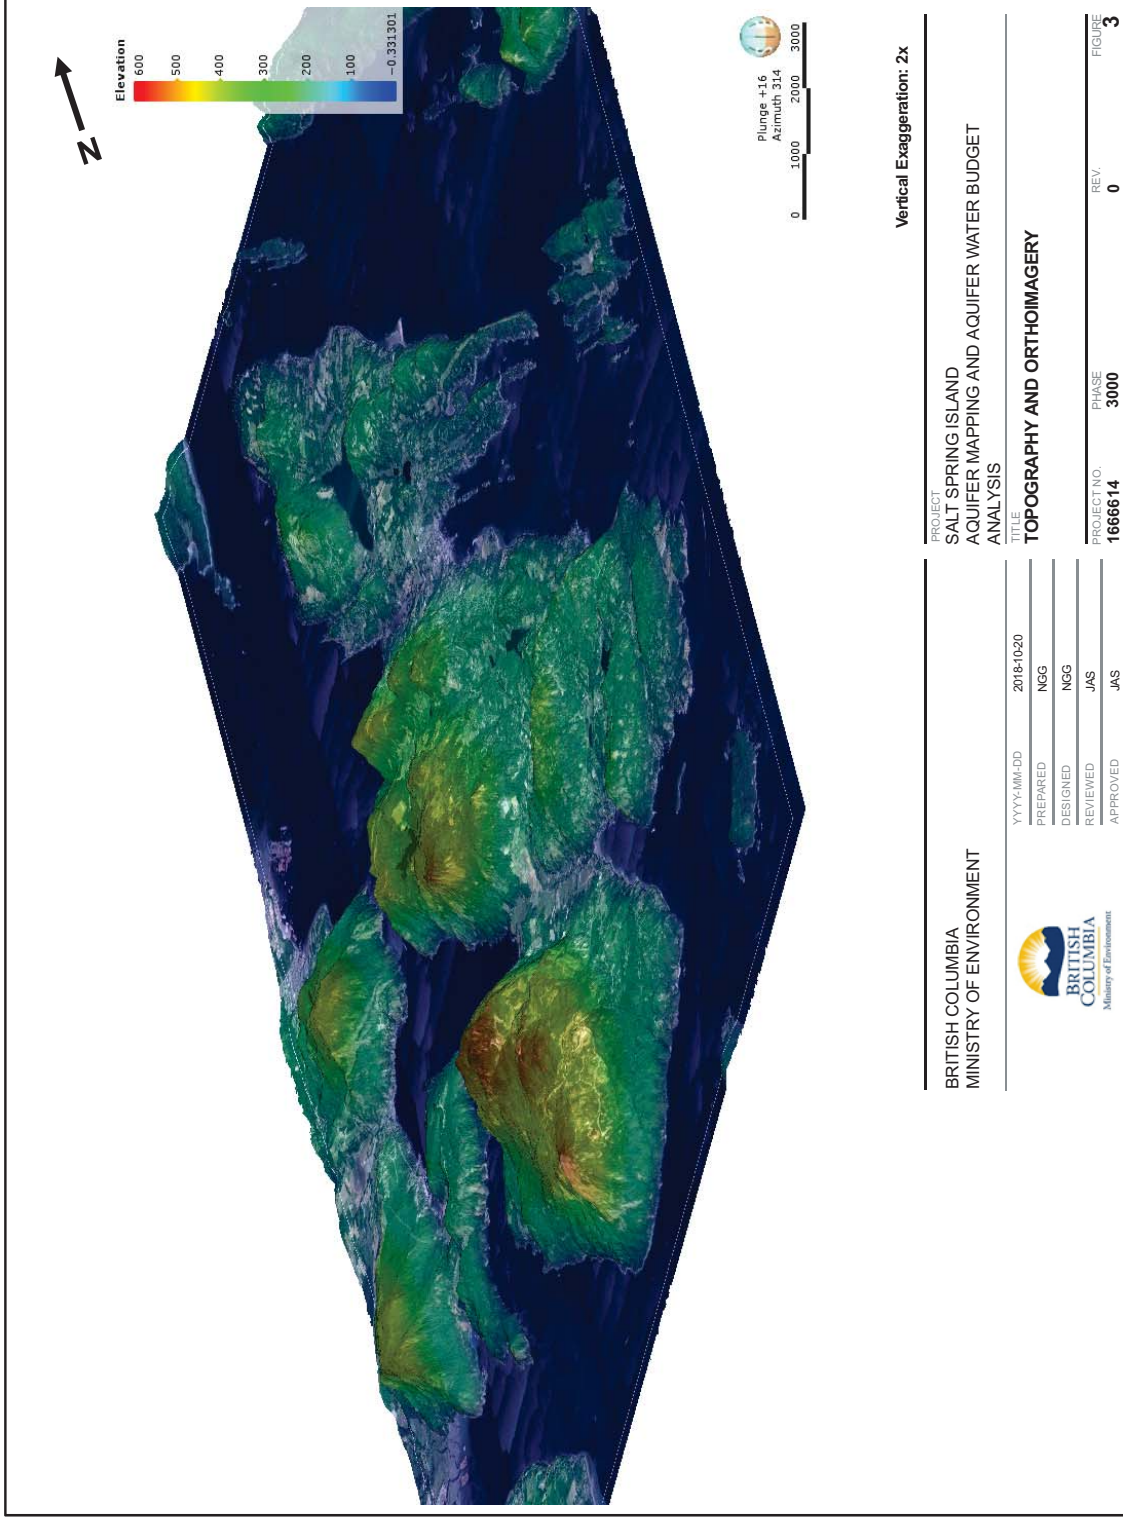 N
Elevation
600
500
400
300
200
100
−0.331301
Plunge +16
Azimuth 314
0 1000 2000 3000
Vertical Exaggeration: 2x
BRITISH COLUMBIA
MINISTRY OF ENVIRONMENT
BRITISH
COLUMBIA
Ministry of Environment
YYYY-MM-DD 2018-10-20
PREPARED NGG
DESIGNED NGG
REVIEWED JAS
APPROVED JAS
PROJECT
SALT SPRING ISLAND
AQUIFER MAPPING AND AQUIFER WATER BUDGET
ANALYSIS
TITLE
TOPOGRAPHY AND ORTHOIMAGERY
PROJECT NO. PHASE REV. FIGURE
1666614 3000 0 3